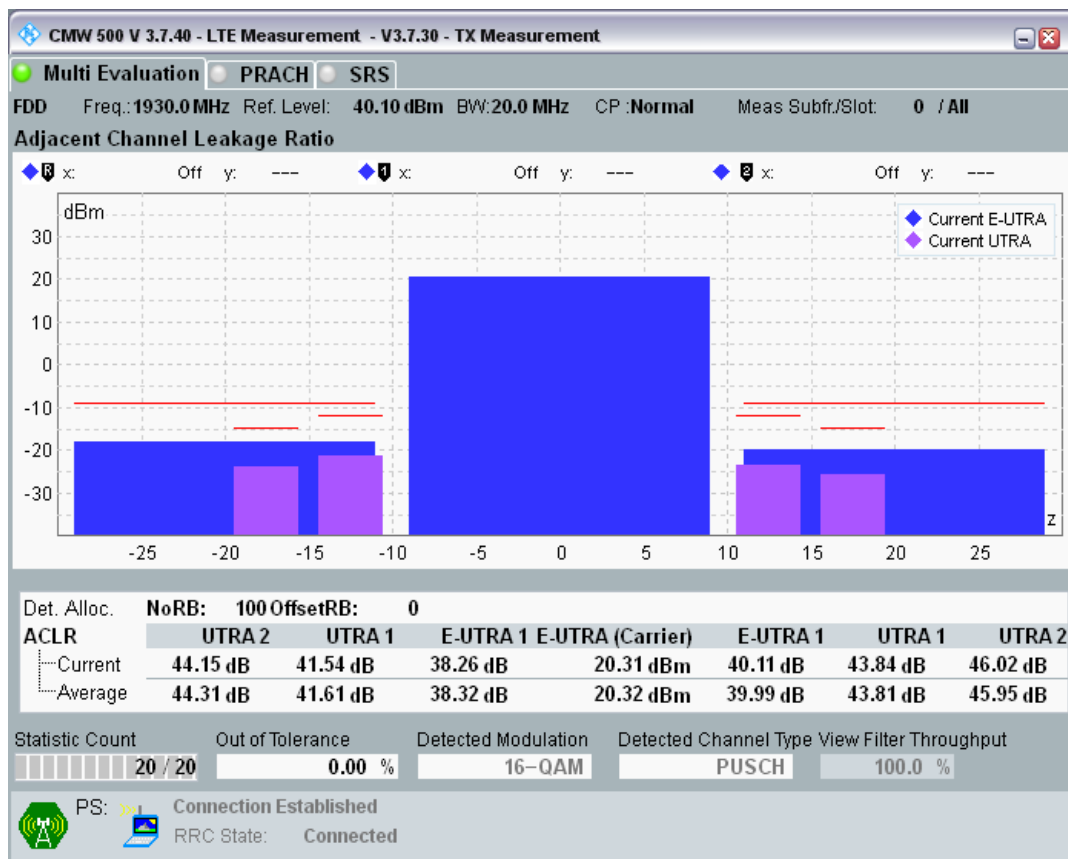 CMW 500 V 3.7.40 - LTE Measurement - V3.7.30 - TX Measurement
Multi Evaluation PRACH SRS
FDD Freq.:1930.0 MHz Ref. Level: 40.10 dBm BW:20.0 MHz CP :Normal Meas Subfr./Slot: 0 / All
Adjacent Channel Leakage Ratio
R x: Off y: --- 1 x: Off y: --- 2 x: Off y: ---
dBm
Current E-UTRA
Current UTRA
30
20
10
0
-10
-20
-30
z
-25 -20 -15 -10 -5 0 5 10 15 20 25
Det. Alloc. NoRB: 100 OffsetRB: 0
ACLR UTRA 2 UTRA 1 E-UTRA 1 E-UTRA (Carrier) E-UTRA 1 UTRA 1 UTRA 2
Current 44.15 dB 41.54 dB 38.26 dB 20.31 dBm 40.11 dB 43.84 dB 46.02 dB
Average 44.31 dB 41.61 dB 38.32 dB 20.32 dBm 39.99 dB 43.81 dB 45.95 dB
Statistic Count Out of Tolerance Detected Modulation Detected Channel Type View Filter Throughput
20 / 20 0.00 % 16-QAM PUSCH 100.0 %
PS: Connection Established
RRC State: Connected